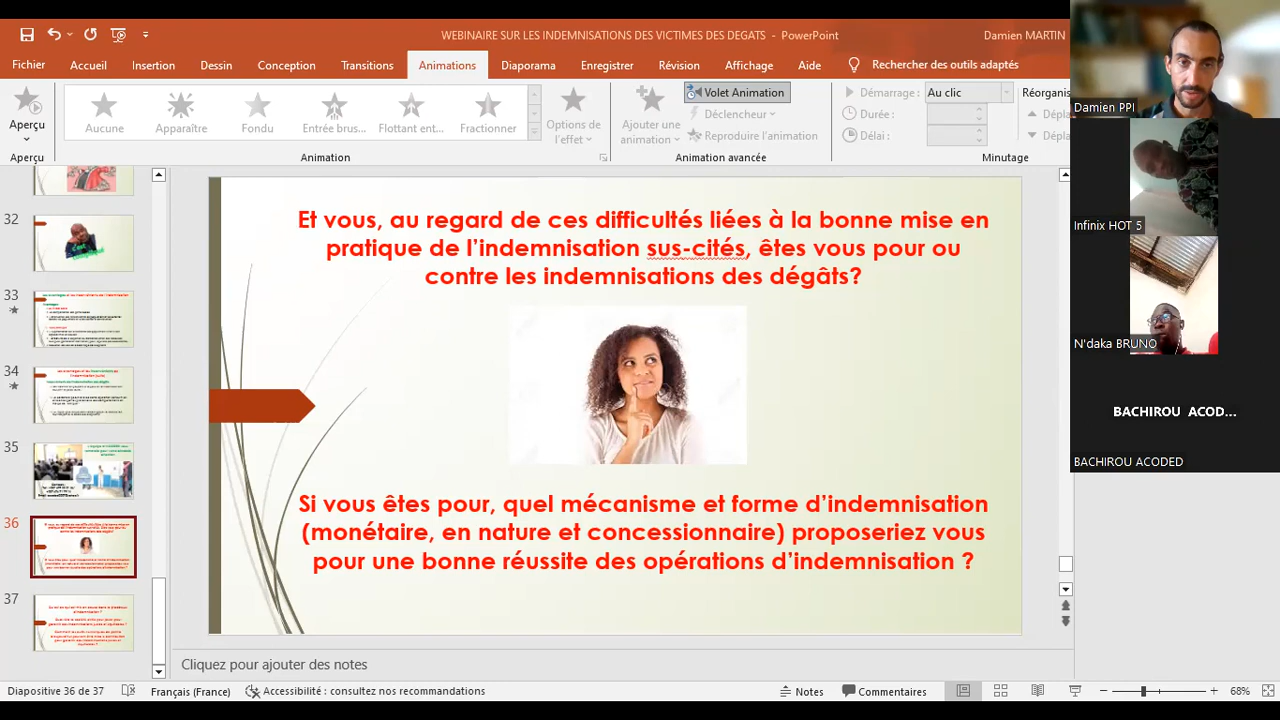 WEBINAIRE SUR LES INDEMNISATIONS DES VICTIMES DES DEGATS - PowerPoint
Damien MARTIN
Fichier Accueil Insertion Dessin Conception Transitions Animations Diaporama Enregistrer Révision Affichage Aide Rechercher des outils adaptés
Aperçu
Aperçu
Aucune Apparaître Fondu Entrée brus... Flottant ent... Fractionner
Animation
Options de
l'effet
Ajouter une
animation
Volet Animation
Déclencheur
Reproduire l'animation
Animation avancée
Démarrage : Au clic
Durée :
Délai :
Réorganis
Dépla
Dépla
Minutage
32
33
34
35
36
37
Et vous, au regard de ces difficultés liées à la bonne mise en
pratique de l'indemnisation sus-cités, êtes vous pour ou
contre les indemnisations des dégâts?
Si vous êtes pour, quel mécanisme et forme d'indemnisation
(monétaire, en nature et concessionnaire) proposeriez vous
pour une bonne réussite des opérations d'indemnisation ?
Cliquez pour ajouter des notes
Diapositive 36 de 37 Français (France) Accessibilité : consultez nos recommandations Notes Commentaires 68%
Damien PPI
Infinix HOT 5
N'daka BRUNO
BACHIROU ACOD...
BACHIROU ACODED